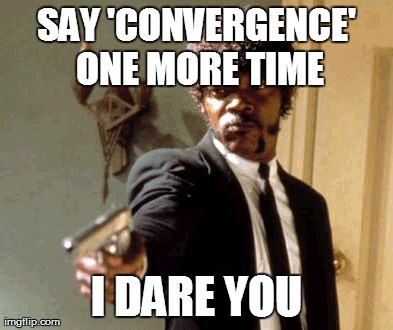 SAY 'CONVERGENCE'
ONE MORE TIME
I DARE YOU
imgflip.com